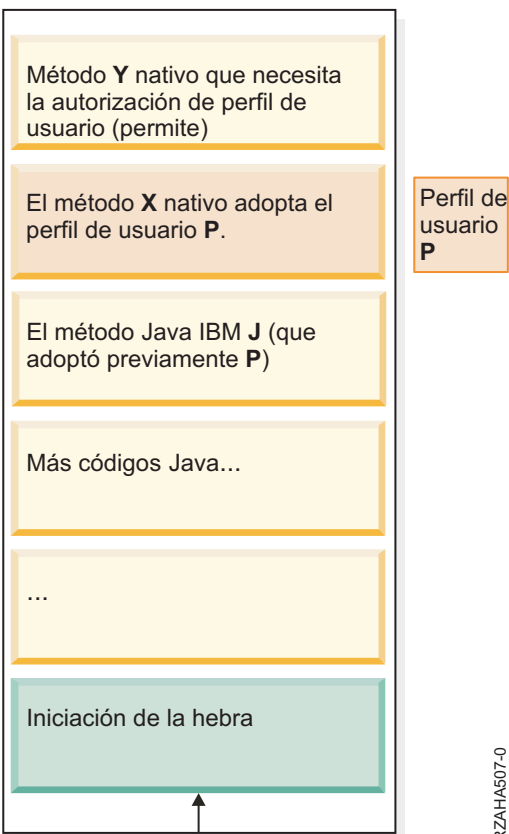 Método Y nativo que necesita
la autorización de perfil de
usuario (permite)
El método X nativo adopta el
perfil de usuario P.
Perfil de
usuario
P
El método Java IBM J (que
adoptó previamente P)
Más códigos Java...
...
Iniciación de la hebra
RZAHA507-0